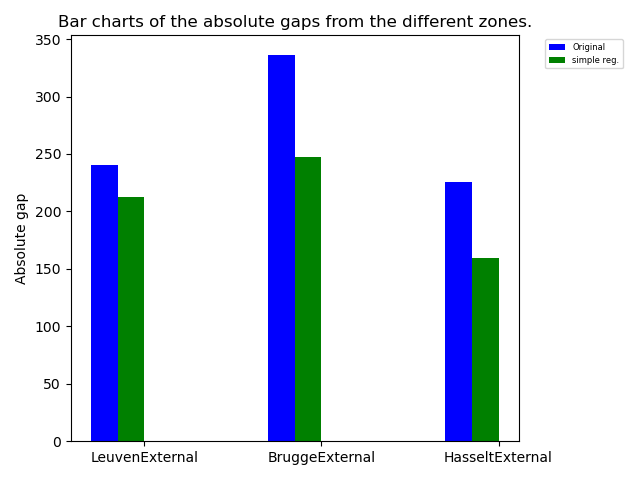 Bar charts of the absolute gaps from the different zones.
Original
simple reg.
350
300
250
200
150
100
50
0
Absolute gap
LeuvenExternal BruggeExternal HasseltExternal